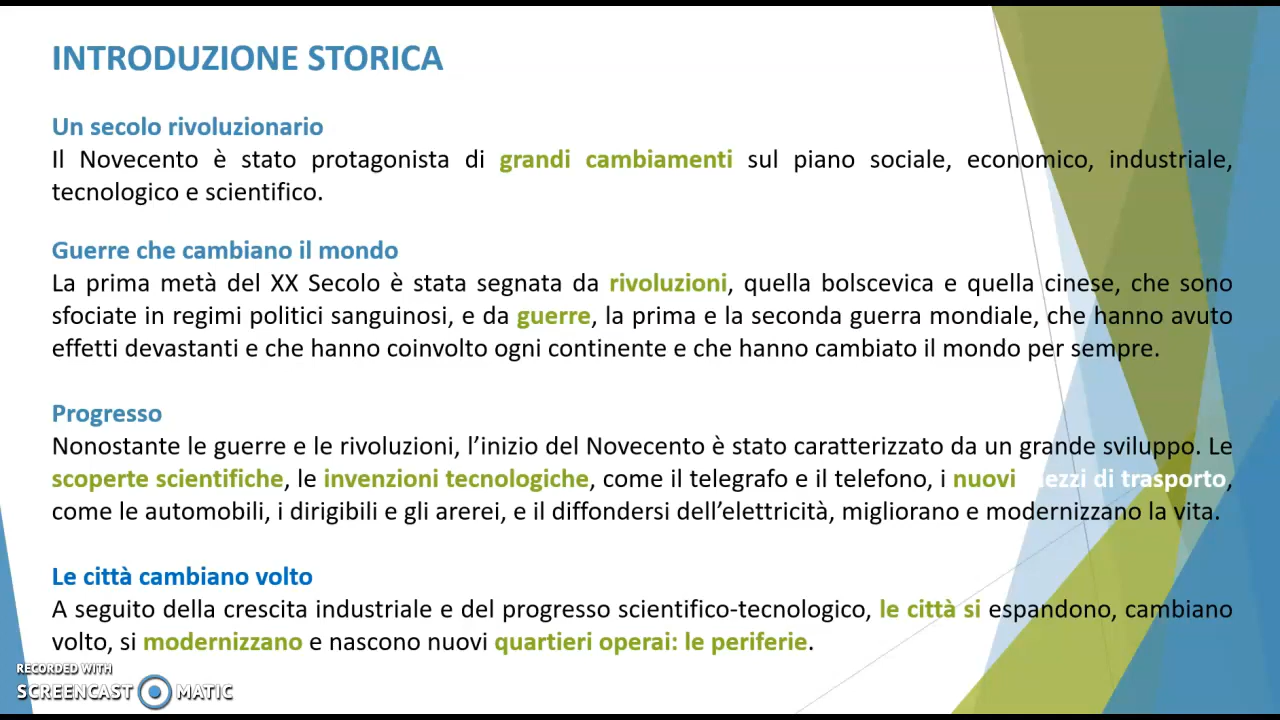 INTRODUZIONE STORICA
Un secolo rivoluzionario
Il Novecento è stato protagonista di grandi cambiamenti sul piano sociale, economico, industriale,
tecnologico e scientifico.
Guerre che cambiano il mondo
La prima metà del XX Secolo è stata segnata da rivoluzioni, quella bolscevica e quella cinese, che sono
sfociate in regimi politici sanguinosi, e da guerre, la prima e la seconda guerra mondiale, che hanno avuto
effetti devastanti e che hanno coinvolto ogni continente e che hanno cambiato il mondo per sempre.
Progresso
Nonostante le guerre e le rivoluzioni, l’inizio del Novecento è stato caratterizzato da un grande sviluppo. Le
scoperte scientifiche, le invenzioni tecnologiche, come il telegrafo e il telefono, i nuovi mezzi di trasporto,
come le automobili, i dirigibili e gli arerei, e il diffondersi dell’elettricità, migliorano e modernizzano la vita.
Le città cambiano volto
A seguito della crescita industriale e del progresso scientifico-tecnologico, le città si espandono, cambiano
volto, si modernizzano e nascono nuovi quartieri operai: le periferie.
RECORDED WITH
SCREENCAST MATIC